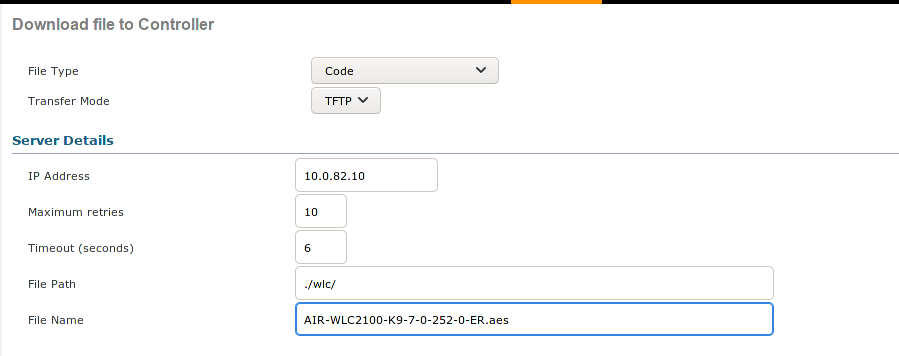 Download file to Controller
File Type Code
Transfer Mode TFTP
Server Details
IP Address 10.0.82.10
Maximum retries 10
Timeout (seconds) 6
File Path ./wlc/
File Name AIR-WLC2100-K9-7-0-252-0-ER.aes